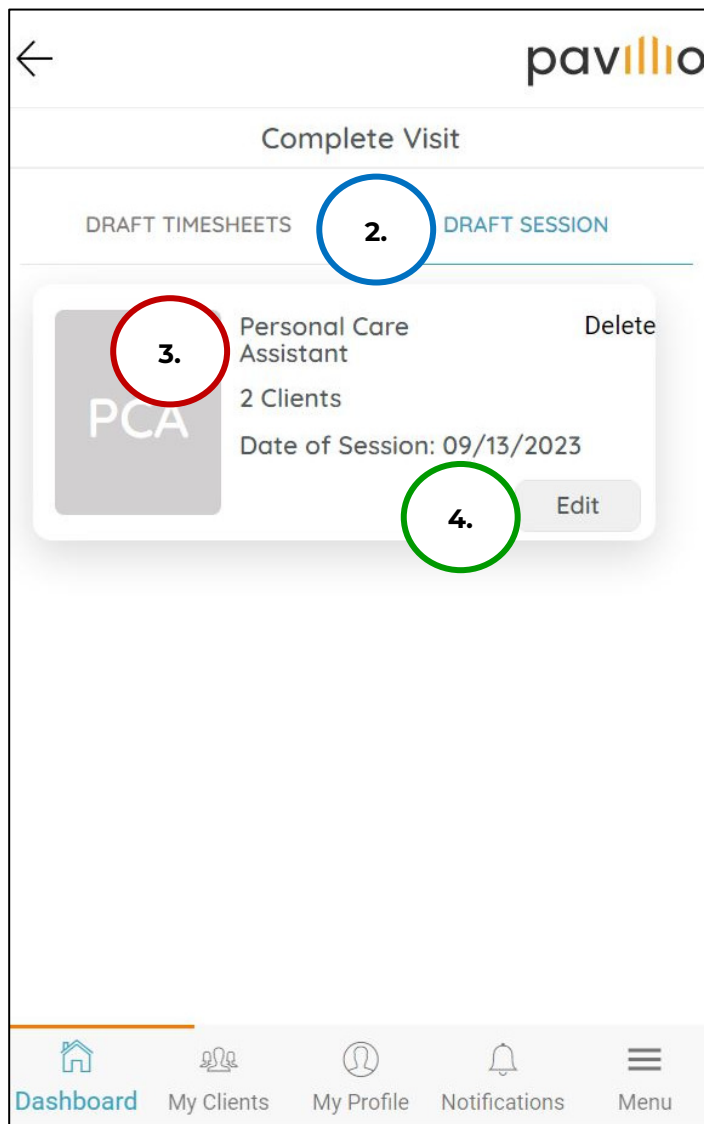 pavillio
Complete Visit
DRAFT TIMESHEETS
2.
DRAFT SESSION
3.
PCA
Personal Care
Assistant
Delete
2 Clients
Date of Session: 09/13/2023
4.
Edit
Dashboard
My Clients
My Profile
Notifications
Menu